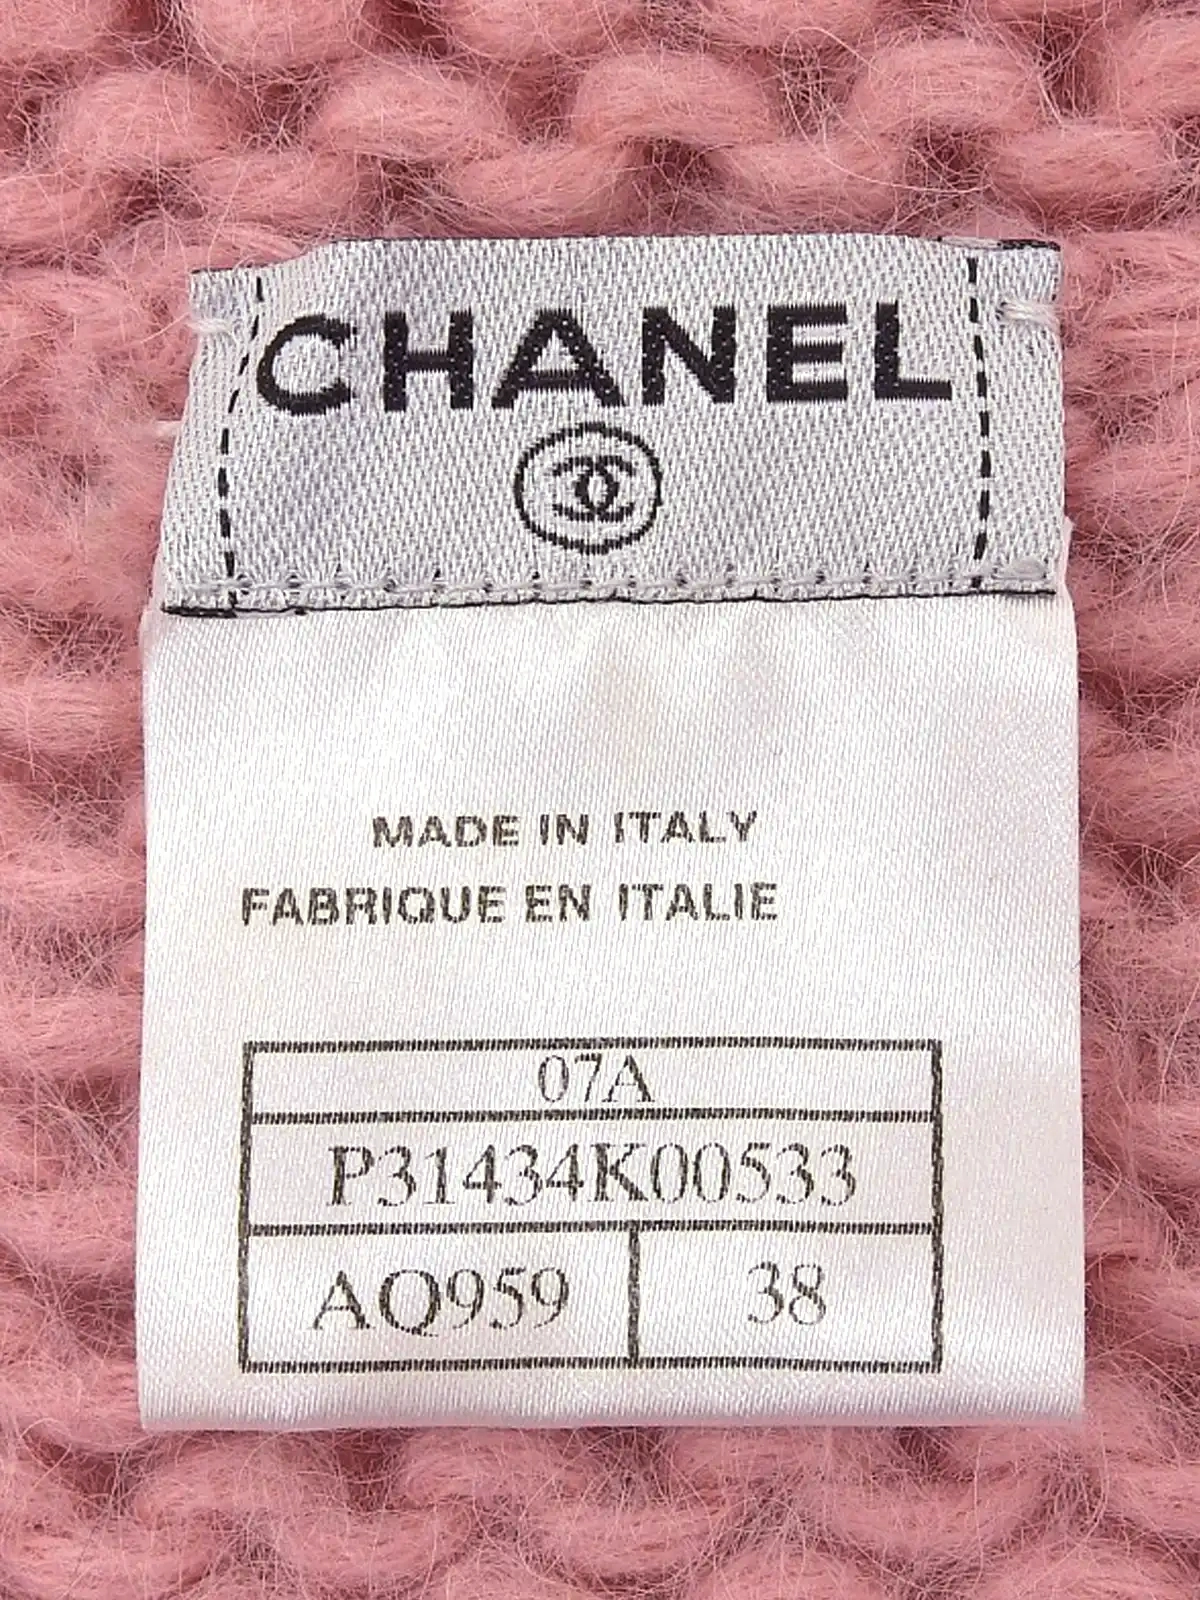 CHANEL
MADE IN ITALY
FABRIQUE EN ITALIE
07A
P31434K00533
AQ959 38